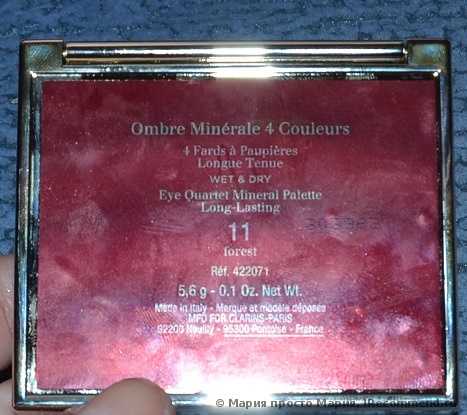 Ombre Minérale 4 Couleurs
4 Fards à Paupières
Longue Tenue
WET & DRY
Eye Quartet Mineral Palette
Long-Lasting
11
forest
Réf. 422071
5,6 g - 0.1 Oz. Net Wt.
Made in Italy - Marque et modèle déposés
MFD FOR CLARINS-PARIS
92200 Neuilly - 95300 Pontoise - France
© Мария просто Мария